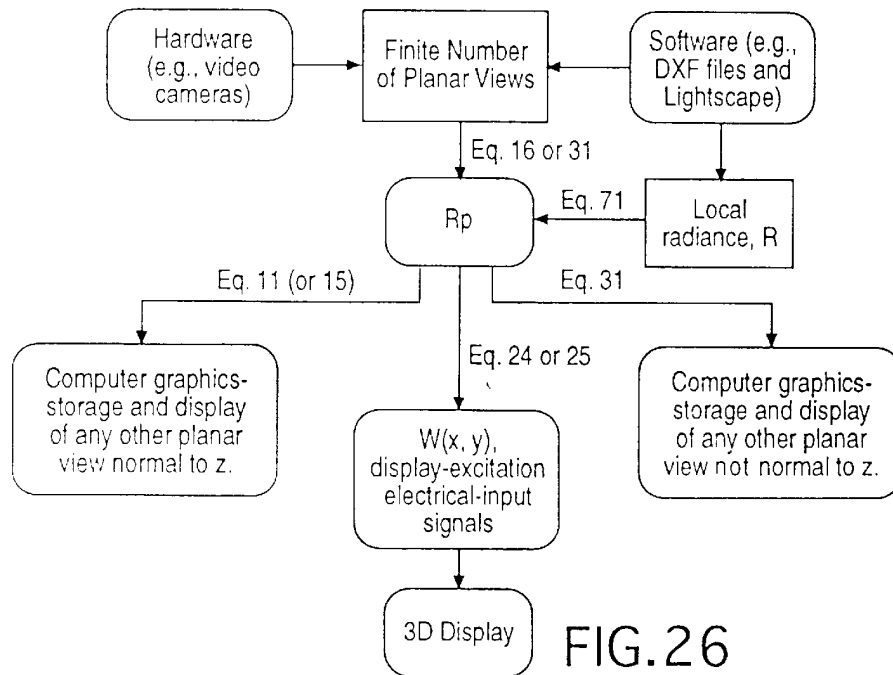 Hardware
(e.g., video
cameras)
Finite Number
of Planar Views
Software (e.g.,
DXF files and
Lightscape)
Eq. 16 or 31
Rp
Eq. 71
Local
radiance, R
Eq. 11 (or 15)
Eq. 31
Eq. 24 or 25
Computer graphics-
storage and display
of any other planar
view normal to z.
W(x, y),
display-excitation
electrical-input
signals
Computer graphics-
storage and display
of any other planar
view not normal to z.
3D Display
FIG.26